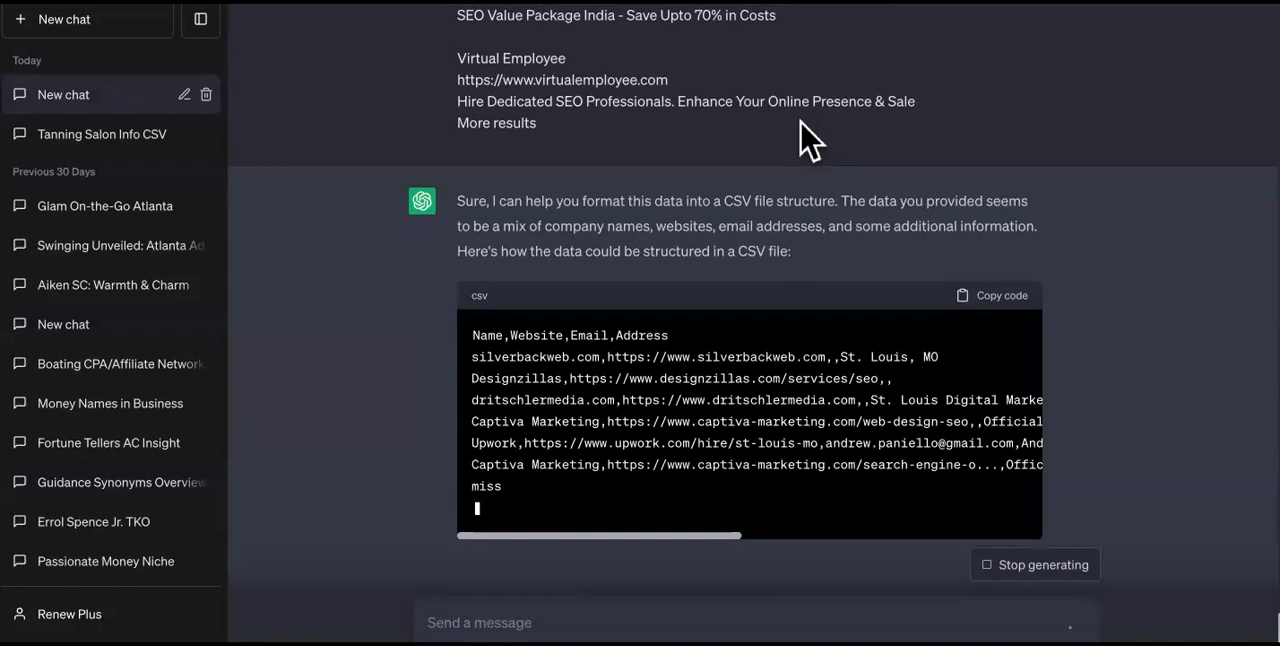 New chat
Today
New chat
Tanning Salon Info CSV
Previous 30 Days
Glam On-the-Go Atlanta
Swinging Unveiled: Atlanta Ad
Aiken SC: Warmth & Charm
New chat
Boating CPA/Affiliate Network
Money Names in Business
Fortune Tellers AC Insight
Guidance Synonyms Overview
Errol Spence Jr. TKO
Passionate Money Niche
Renew Plus
SEO Value Package India - Save Upto 70% in Costs
Virtual Employee
https://www.virtualemployee.com
Hire Dedicated SEO Professionals. Enhance Your Online Presence & Sale
More results
Sure, I can help you format this data into a CSV file structure. The data you provided seems
to be a mix of company names, websites, email addresses, and some additional information.
Here's how the data could be structured in a CSV file:
csv
Copy code
Name,Website,Email,Address
silverbackweb.com,https://www.silverbackweb.com,,St. Louis, MO
Designzillas,https://www.designzillas.com/services/seo,,
dritschlermedia.com,https://www.dritschlermedia.com,,St. Louis Digital Marke
Captiva Marketing,https://www.captiva-marketing.com/web-design-seo,,Official
Upwork,https://www.upwork.com/hire/st-louis-mo,andrew.paniello@gmail.com,And
Captiva Marketing,https://www.captiva-marketing.com/search-engine-o...,Offic
miss
Stop generating
Send a message